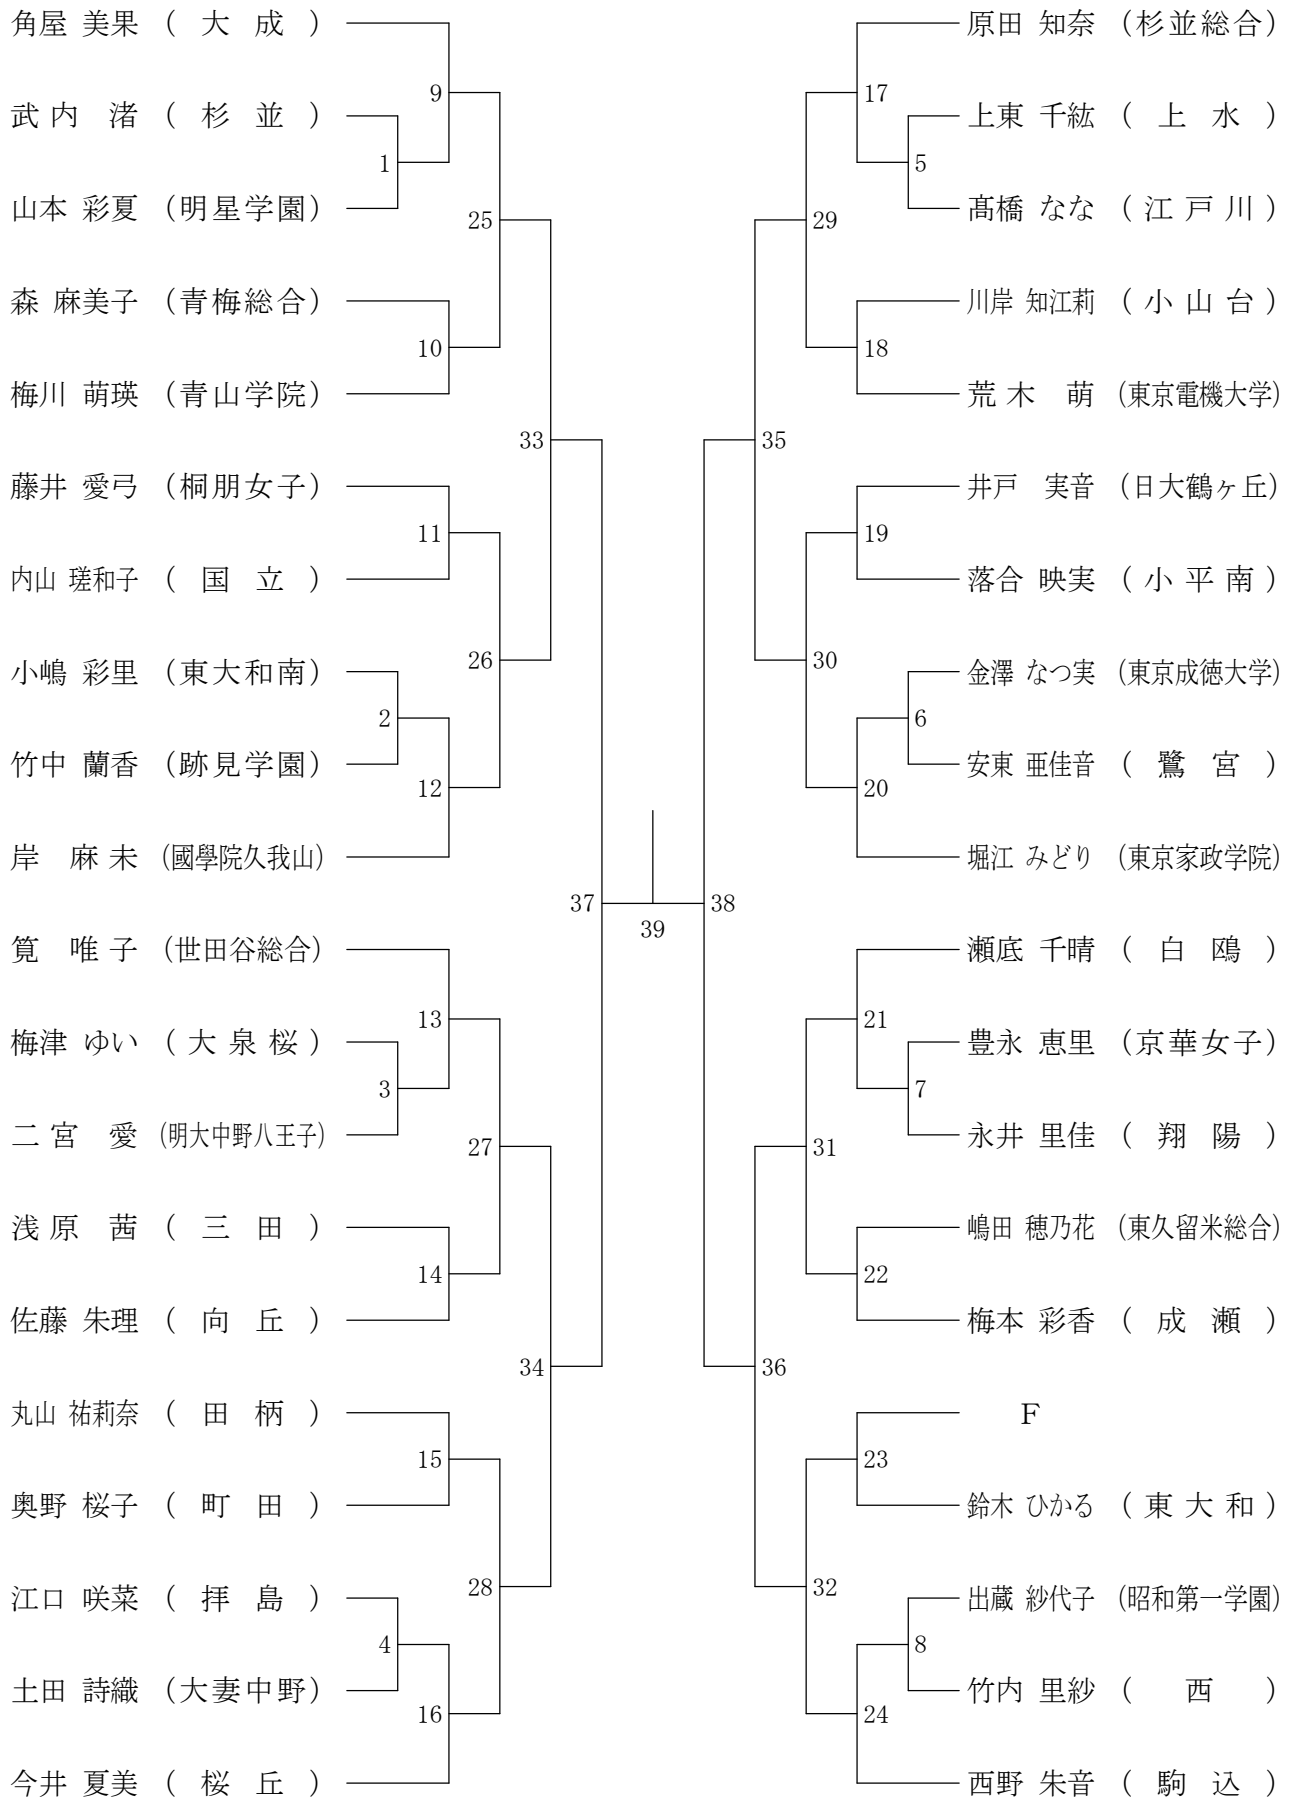 角屋 美果 (大成)
9
武内 渚 (杉並)
1
山本 彩夏 (明星学園)
25
森 麻美子 (青梅総合)
10
梅川 萌瑛 (青山学院)
33
藤井 愛弓 (桐朋女子)
11
内山 瑳和子 (国立)
26
小嶋 彩里 (東大和南)
2
竹中 蘭香 (跡見学園)
12
岸 麻未 (國學院久我山)
37
筧 唯子 (世田谷総合)
13
梅津 ゆい (大泉桜)
3
二宮 愛 (明大中野八王子)
27
浅原 茜 (三田)
14
佐藤 朱理 (向丘)
34
丸山 祐莉奈 (田柄)
15
奥野 桜子 (町田)
28
江口 咲菜 (拝島)
4
土田 詩織 (大妻中野)
16
今井 夏美 (桜丘)
39
原田 知奈 (杉並総合)
17
上東 千紘 (上水)
5
髙橋 なな (江戸川)
29
川岸 知江莉 (小山台)
18
荒木 萌 (東京電機大学)
35
井戸 実音 (日大鶴ヶ丘)
19
落合 映実 (小平南)
30
金澤 なつ実 (東京成徳大学)
6
安東 亜佳音 (鷺宮)
20
堀江 みどり (東京家政学院)
38
瀬底 千晴 (白鴎)
21
豊永 恵里 (京華女子)
7
永井 里佳 (翔陽)
31
嶋田 穂乃花 (東久留米総合)
22
梅本 彩香 (成瀬)
36
F
23
鈴木 ひかる (東大和)
32
出蔵 紗代子 (昭和第一学園)
8
竹内 里紗 (西)
24
西野 朱音 (駒込)